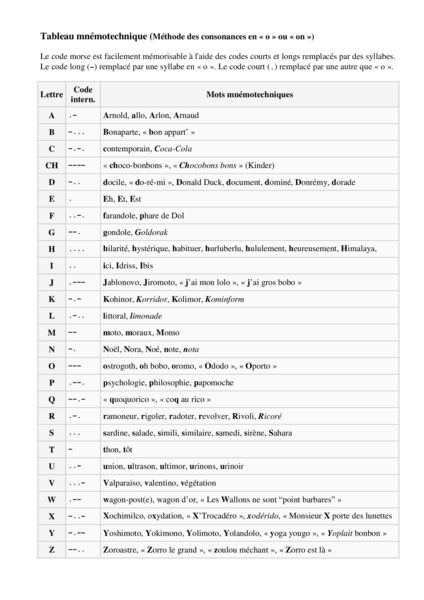 Tableau mnémotechnique (Méthode des consonances en « o » ou « on »)
Le code morse est facilement mémorisable à l'aide des codes courts et longs remplacés par des syllabes.
Le code long (–) remplacé par une syllabe en « o ». Le code court (.) remplacé par une autre que « o ».
Lettre Code intern. Mots mnémotechniques
A .– Arnold, allo, Arlon, Arnaud
B –... Bonaparte, « bon appart’ »
C –.–. contemporain, Coca-Cola
CH –––– « choco-bonbons », « Chocobons bons » (Kinder)
D –.. docile, « do-ré-mi », Donald Duck, document, dominé, Donrémy, dorade
E . Eh, Et, Est
F ..–. farandole, phare de Dol
G ––. gondole, Goldorak
H .... hilarité, hystérique, habituer, hurluberlu, hululement, heureusement, Himalaya,
I .. ici, Idriss, Ibis
J .––– Jablonovo, Jiromoto, « j’ai mon lolo », « j’ai gros bobo »
K –.– Kohinor, Korridor, Kolimor, Kominform
L .–.. littoral, limonade
M –– moto, moraux, Momo
N –. Noël, Nora, Noé, note, nota
O ––– ostrogoth, oh bobo, oromo, « Ododo », « Oporto »
P .––. psychologie, philosophie, papomoche
Q ––.– « quoquorico », « coq au rico »
R .–. ramoneur, rigoler, radoter, revolver, Rivoli, Ricoré
S ... sardine, salade, simili, similaire, samedi, sirène, Sahara
T – thon, tôt
U ..– union, ultrason, ultimor, urinons, urinoir
V ...– Valparaiso, valentino, végétation
W .–– wagon-post(e), wagon d’or, « Les Wallons ne sont “point barbares” »
X –..– Xochimilco, oxydation, « X’Trocadéro », xodérido, « Monsieur X porte des lunettes
Y –.–– Yoshimoto, Yokimono, Yolimoto, Yolandolo, « yoga yougo », « Yoplait bonbon »
Z ––.. Zoroastre, « Zorro le grand », « zoulou méchant », « Zorro est là »